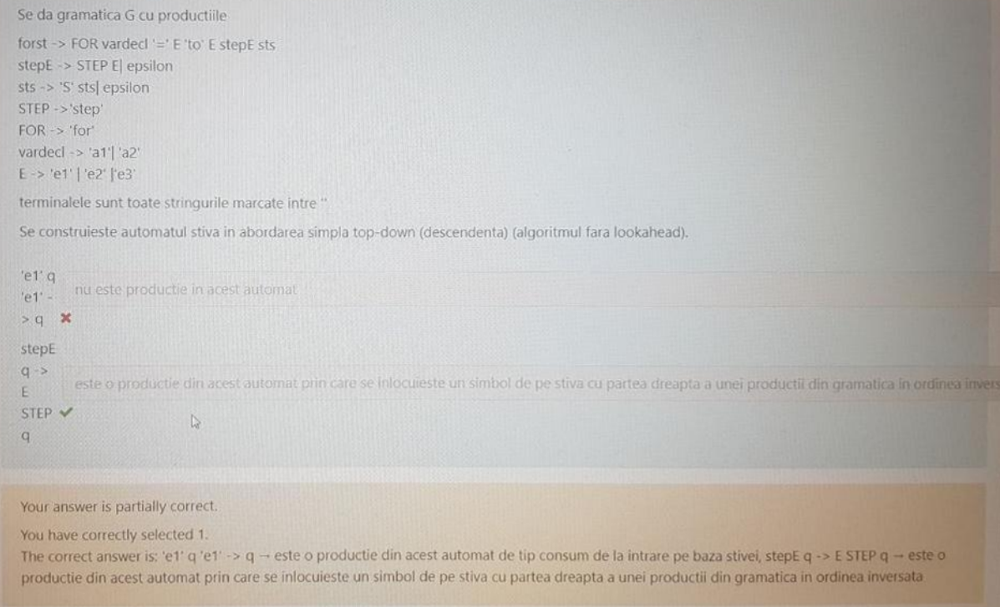 Se da gramatica G cu productiile
forst -> FOR vardecl '=' E 'to' E stepE sts
stepE -> STEP E| epsilon
sts -> 'S' sts| epsilon
STEP ->'step'
FOR -> 'for'
vardecl -> 'a1'| 'a2'
E -> 'e1' | 'e2' |'e3'
terminalele sunt toate stringurile marcate intre ''
Se construieste automatul stiva in abordarea simpla top-down (descendenta) (algoritmul fara lookahead).
'e1' q
'e1' -
> q
nu este productie in acest automat
stepE
q ->
E
STEP
q
este o productie din acest automat prin care se inlocuieste un simbol de pe stiva cu partea dreapta a unei productii din gramatica in ordinea invers
Your answer is partially correct.
You have correctly selected 1.
The correct answer is: 'e1' q 'e1' -> q → este o productie din acest automat de tip consum de la intrare pe baza stivei, stepE q -> E STEP q → este o
productie din acest automat prin care se inlocuieste un simbol de pe stiva cu partea dreapta a unei productii din gramatica in ordinea inversata